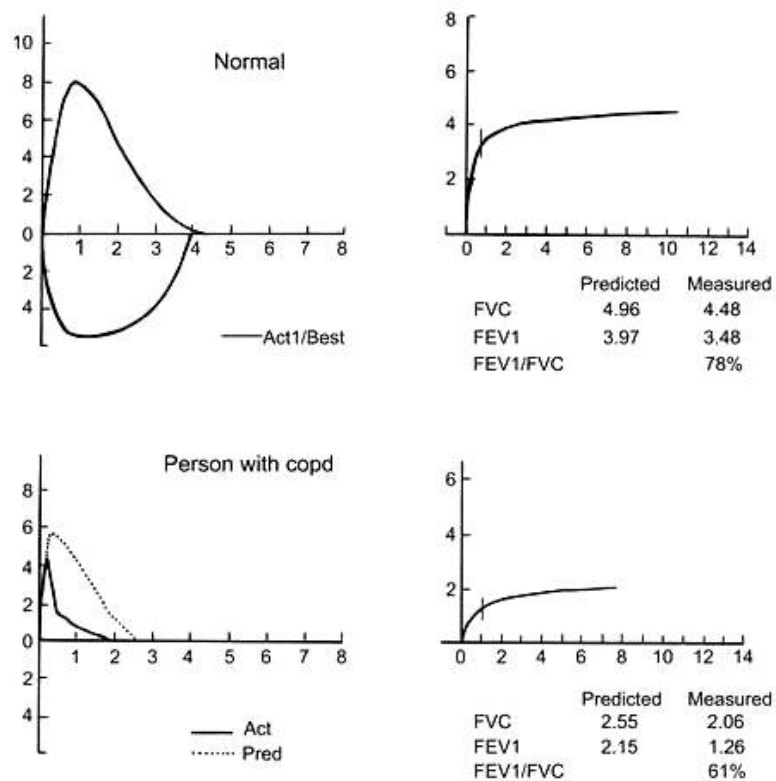 Normal
10
8
6
4
2
0
1 2 3 4 5 6 7 8
2
4
Act1/Best
8
6
4
2
0 2 4 6 8 10 12 14
Predicted Measured
FVC 4.96 4.48
FEV1 3.97 3.48
FEV1/FVC 78%
Person with copd
8
6
4
2
0
1 2 3 4 5 6 7 8
2
4
Act
Pred
6
4
2
0 2 4 6 8 10 12 14
Predicted Measured
FVC 2.55 2.06
FEV1 2.15 1.26
FEV1/FVC 61%